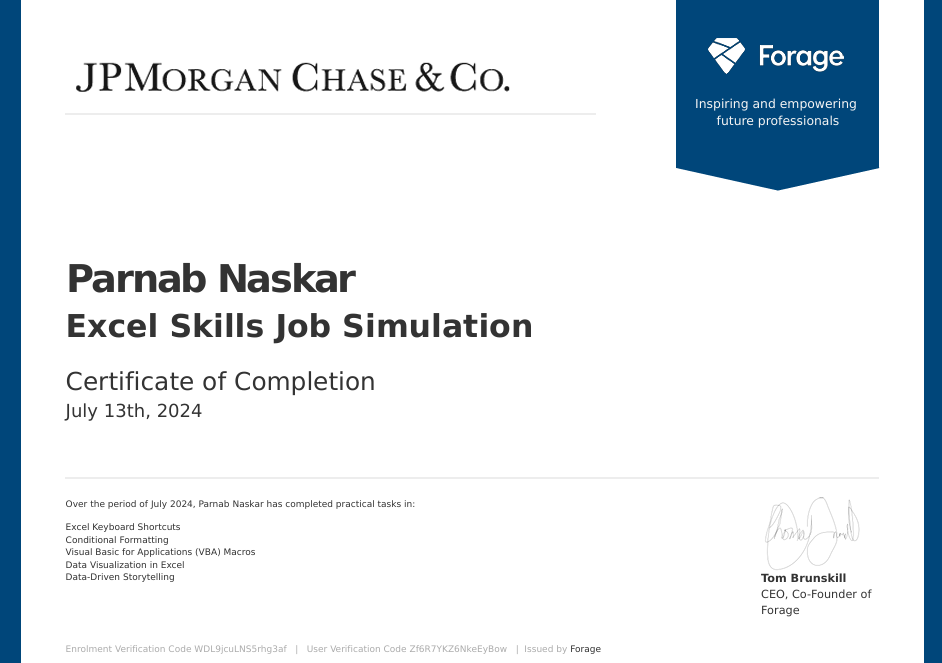 JPMORGAN CHASE & CO.
Forage
Inspiring and empowering
future professionals
Parnab Naskar
Excel Skills Job Simulation
Certificate of Completion
July 13th, 2024
Over the period of July 2024, Parnab Naskar has completed practical tasks in:
Excel Keyboard Shortcuts
Conditional Formatting
Visual Basic for Applications (VBA) Macros
Data Visualization in Excel
Data-Driven Storytelling
Tom Brunskill
CEO, Co-Founder of
Forage
Enrolment Verification Code WDL9jcuLNS5rhg3af | User Verification Code Zf6R7YKZ6NkeEyBow | Issued by Forage